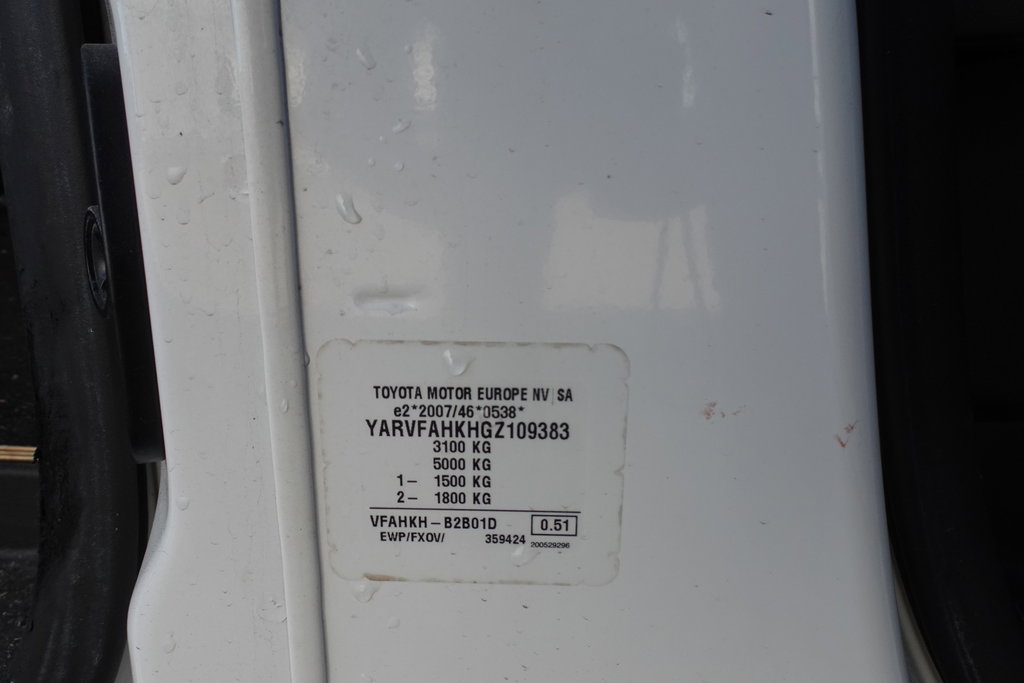 TOYOTA MOTOR EUROPE NV SA
e2*2007/46*0538*
YARVFAHKHGZ109383
3100 KG
5000 KG
1- 1500 KG
2- 1800 KG
VFAHKH-B2B01D 0.51
EWP/FXOV/ 359424 200529296